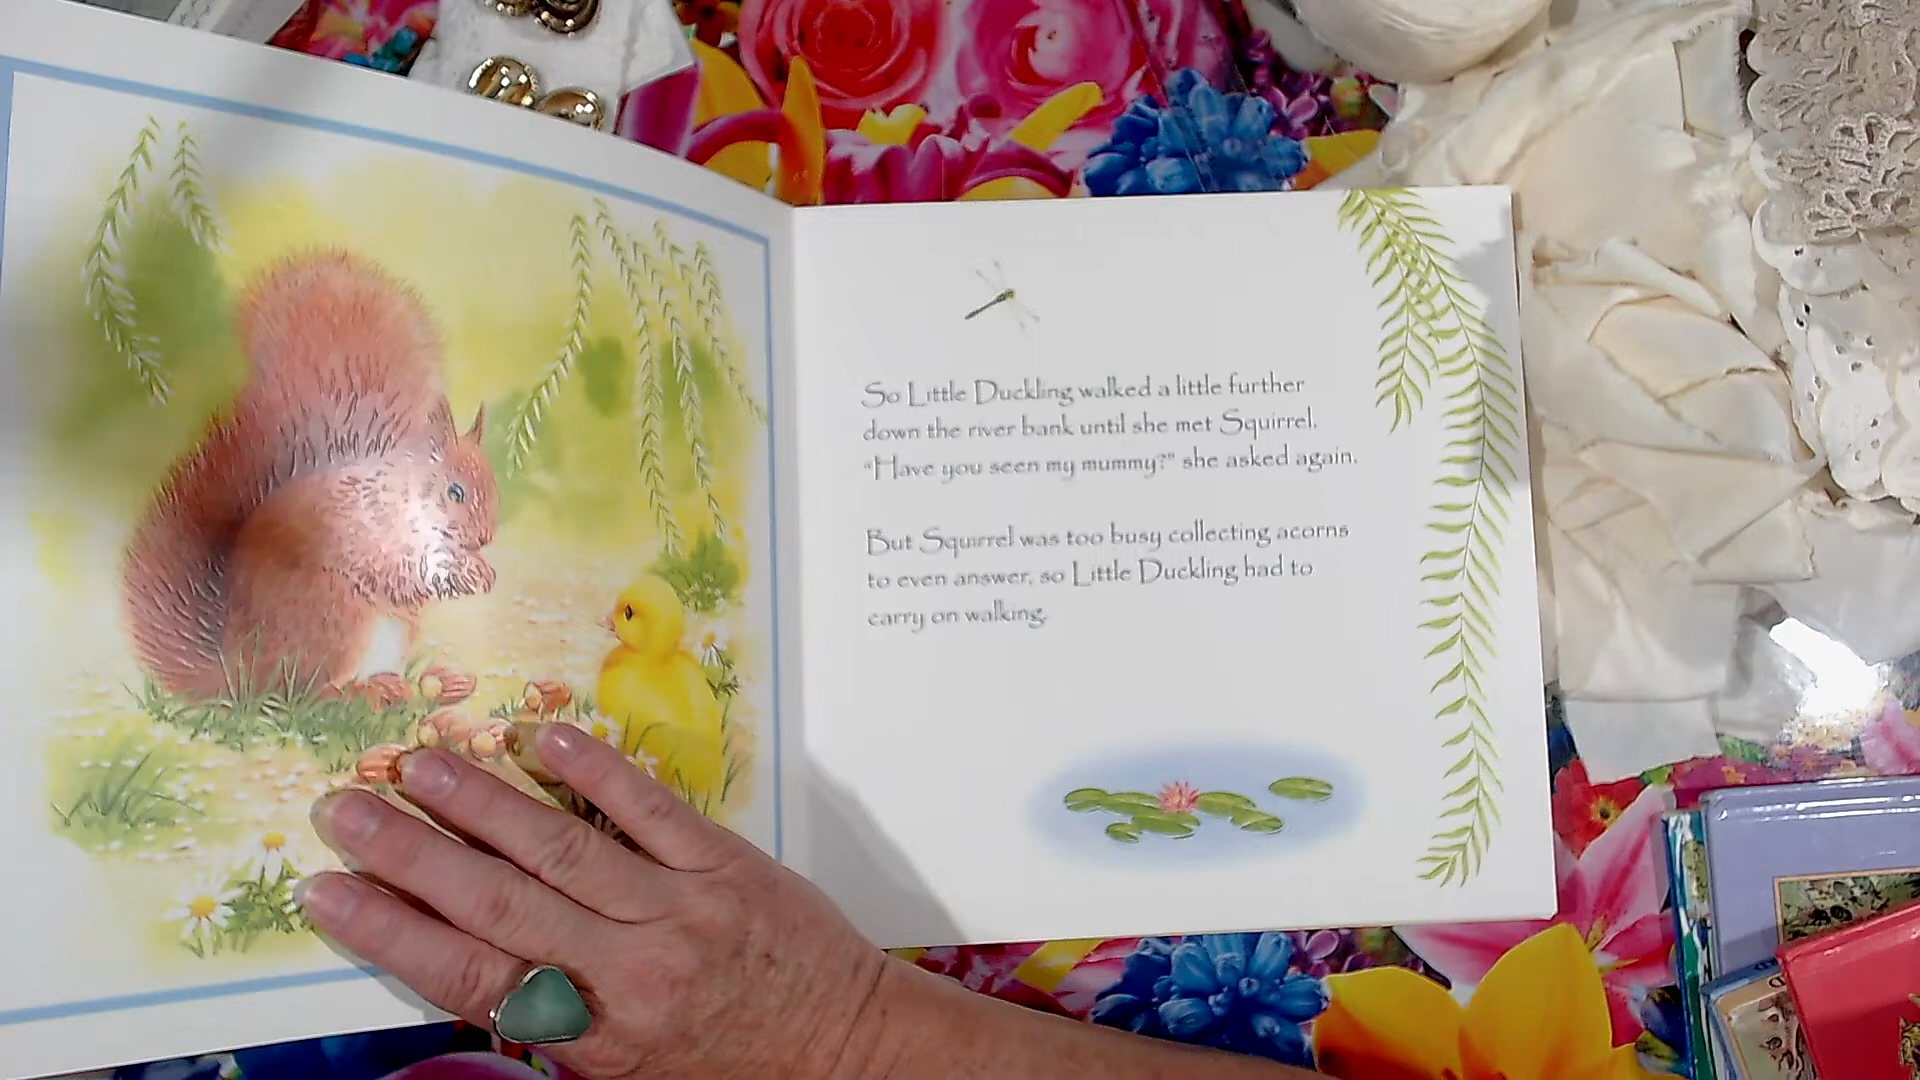 So Little Duckling walked a little further
down the river bank until she met Squirrel.
“Have you seen my mummy?” she asked again.
But Squirrel was too busy collecting acorns
to even answer, so Little Duckling had to
carry on walking.